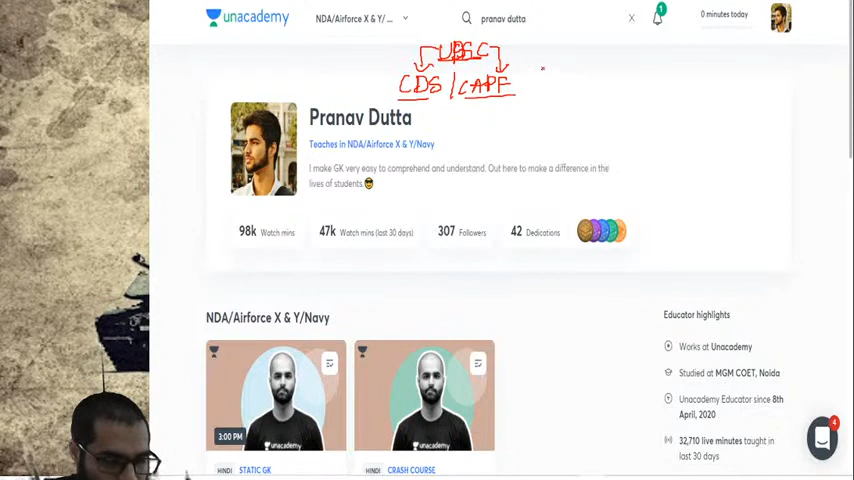 unacademy
NDA/Airforce X & Y/ ...
pranav dutta
X
1
0 minutes today
UPSC
CDS / CAPF
Pranav Dutta
Teaches in NDA/Airforce X & Y/Navy
I make GK very easy to comprehend and understand. Out here to make a difference in the
lives of students.😎
98k Watch mins
47k Watch mins (last 30 days)
307 Followers
42 Dedications
NDA/Airforce X & Y/Navy
Educator highlights
Works at Unacademy
Studied at MGM COET, Noida
Unacademy Educator since 8th
April, 2020
32,710 live minutes taught in
last 30 days
4
3:00 PM
unacademy
unacademy
HINDI STATIC GK
HINDI CRASH COURSE